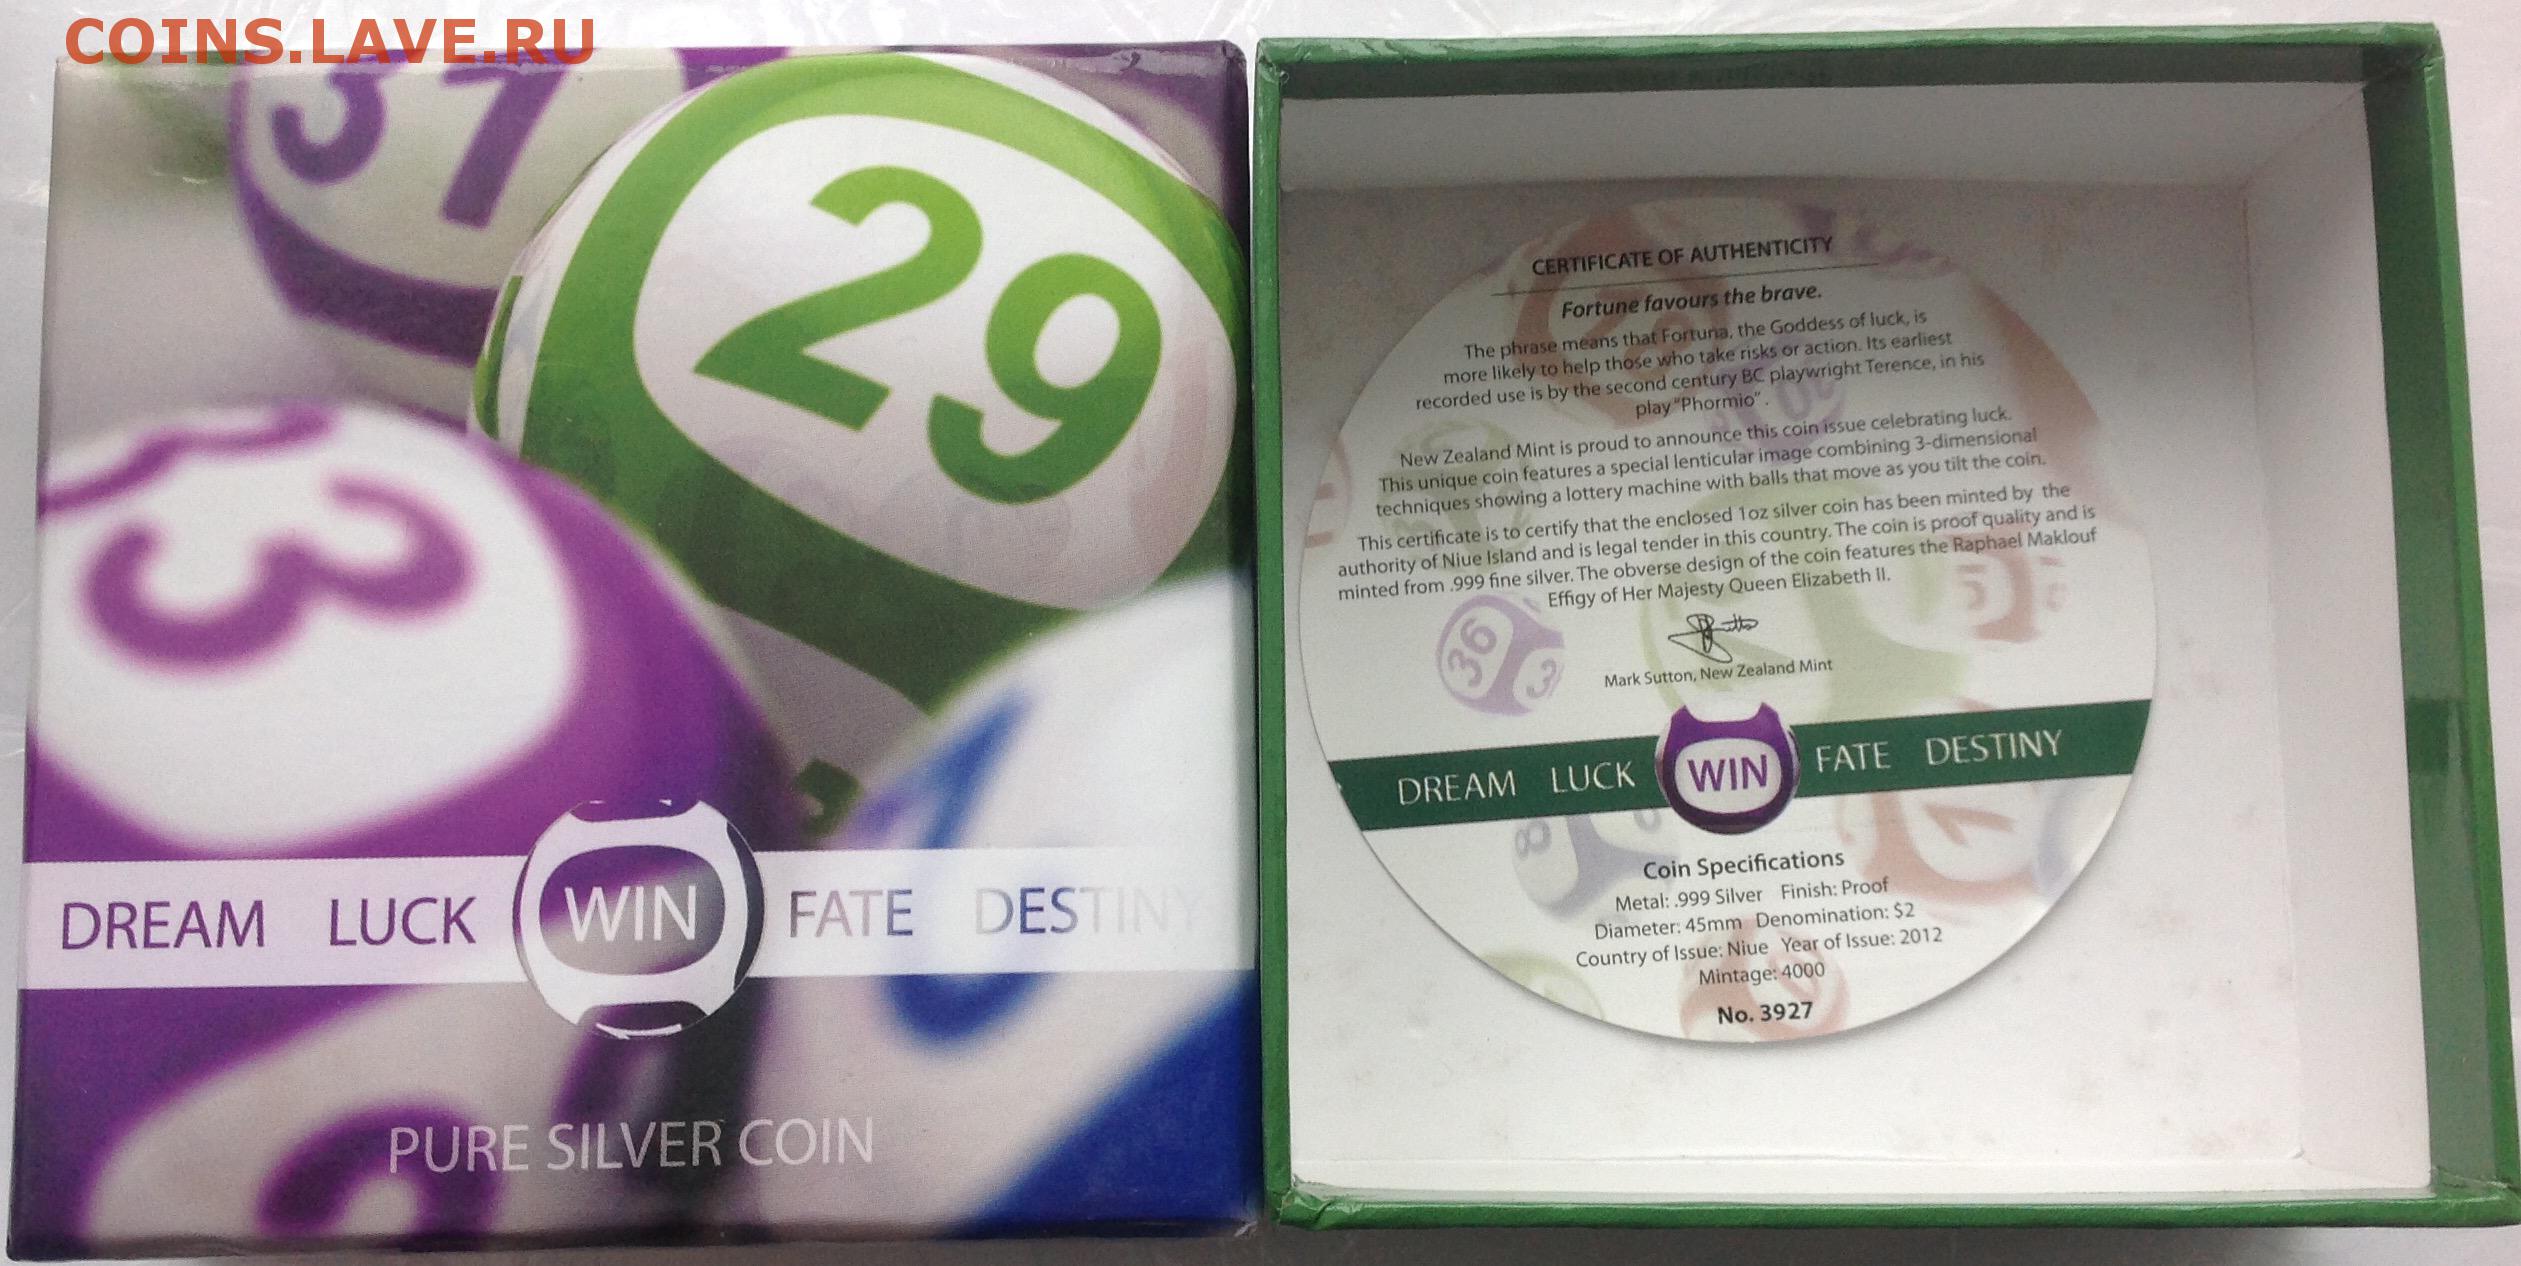 COINS.LAVE.RU
37
29
3
DREAM LUCK WIN FATE DESTINY
PURE SILVER COIN
CERTIFICATE OF AUTHENTICITY
Fortune favours the brave.
The phrase means that Fortuna, the Goddess of luck, is
more likely to help those who take risks or action. Its earliest
recorded use is by the second century BC playwright Terence, in his
play "Phormio" .
New Zealand Mint is proud to announce this coin issue celebrating luck.
This unique coin features a special lenticular image combining 3-dimensional
techniques showing a lottery machine with balls that move as you tilt the coin.
This certificate is to certify that the enclosed 1oz silver coin has been minted by the
authority of Niue Island and is legal tender in this country. The coin is proof quality and is
minted from .999 fine silver. The obverse design of the coin features the Raphael Maklouf
Effigy of Her Majesty Queen Elizabeth II.
36 3
Mark Sutton, New Zealand Mint
DREAM LUCK WIN FATE DESTINY
8
Coin Specifications
Metal: .999 Silver Finish: Proof
Diameter: 45mm Denomination: $2
Country of Issue: Niue Year of Issue: 2012
Mintage: 4000
No. 3927